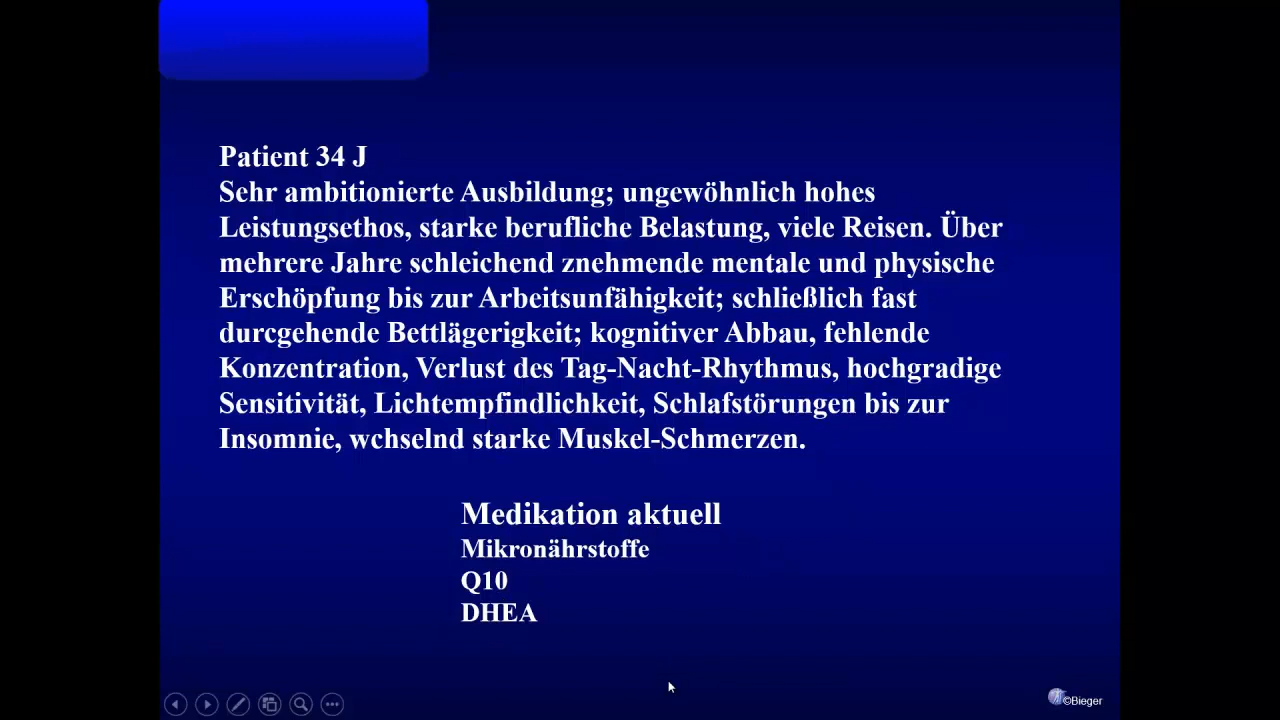 Patient 34 J
Sehr ambitionierte Ausbildung; ungewöhnlich hohes
Leistungsethos, starke berufliche Belastung, viele Reisen. Über
mehrere Jahre schleichend znehmende mentale und physische
Erschöpfung bis zur Arbeitsunfähigkeit; schließlich fast
durcgehende Bettlägerigkeit; kognitiver Abbau, fehlende
Konzentration, Verlust des Tag-Nacht-Rhythmus, hochgradige
Sensitivität, Lichtempfindlichkeit, Schlafstörungen bis zur
Insomnie, wchselnd starke Muskel-Schmerzen.
Medikation aktuell
Mikronährstoffe
Q10
DHEA
©Bieger